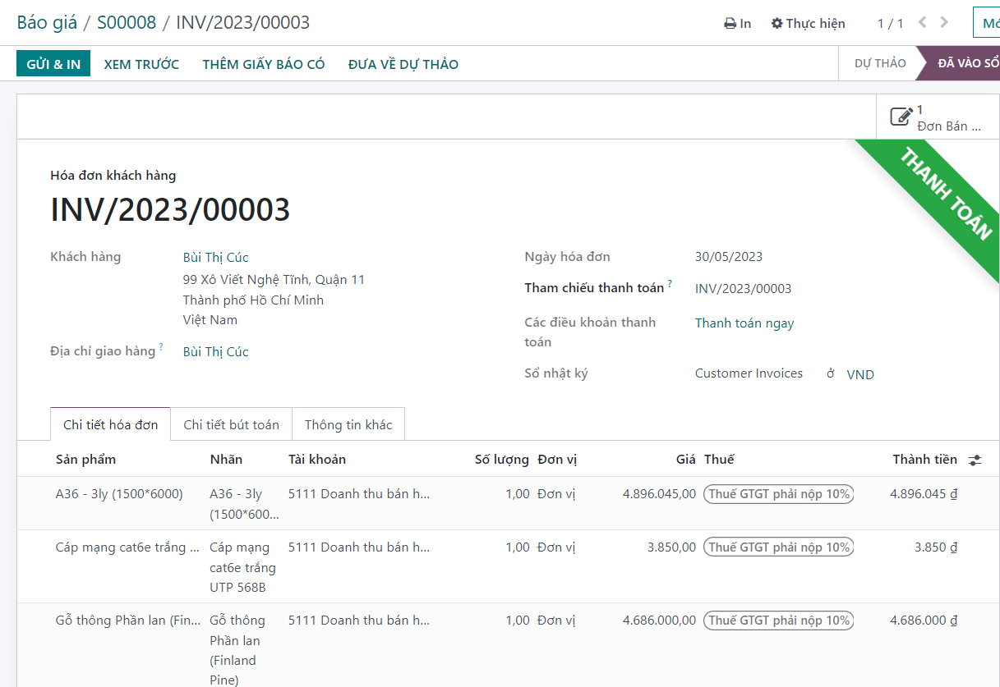 Báo giá / S00008 / INV/2023/00003
In
Thực hiện
1 / 1
GỬI & IN
XEM TRƯỚC
THÊM GIẤY BÁO CÓ
ĐƯA VỀ DỰ THẢO
DỰ THẢO
ĐÃ VÀO SỔ
1
Đơn Bán ...
THANH TOÁN
Hóa đơn khách hàng
INV/2023/00003
Khách hàng
Bùi Thị Cúc
99 Xô Viết Nghệ Tĩnh, Quận 11
Thành phố Hồ Chí Minh
Việt Nam
Địa chỉ giao hàng ?
Bùi Thị Cúc
Ngày hóa đơn
30/05/2023
Tham chiếu thanh toán ?
INV/2023/00003
Các điều khoản thanh
toán
Thanh toán ngay
Sổ nhật ký
Customer Invoices ở VND
Chi tiết hóa đơn
Chi tiết bút toán
Thông tin khác
Sản phẩm Nhãn Tài khoản Số lượng Đơn vị Giá Thuế Thành tiền
A36 - 3ly (1500*6000) A36 - 3ly 5111 Doanh thu bán h... 1,00 Đơn vị 4.896.045,00 Thuế GTGT phải nộp 10% 4.896.045 ₫
(1500*600...
Cáp mạng cat6e trắng ... Cáp mạng 5111 Doanh thu bán h... 1,00 Đơn vị 3.850,00 Thuế GTGT phải nộp 10% 3.850 ₫
cat6e trắng
UTP 568B
Gỗ thông Phần lan (Fin... Gỗ thông 5111 Doanh thu bán h... 1,00 Đơn vị 4.686.000,00 Thuế GTGT phải nộp 10% 4.686.000 ₫
Phần lan
(Finland
Pine)